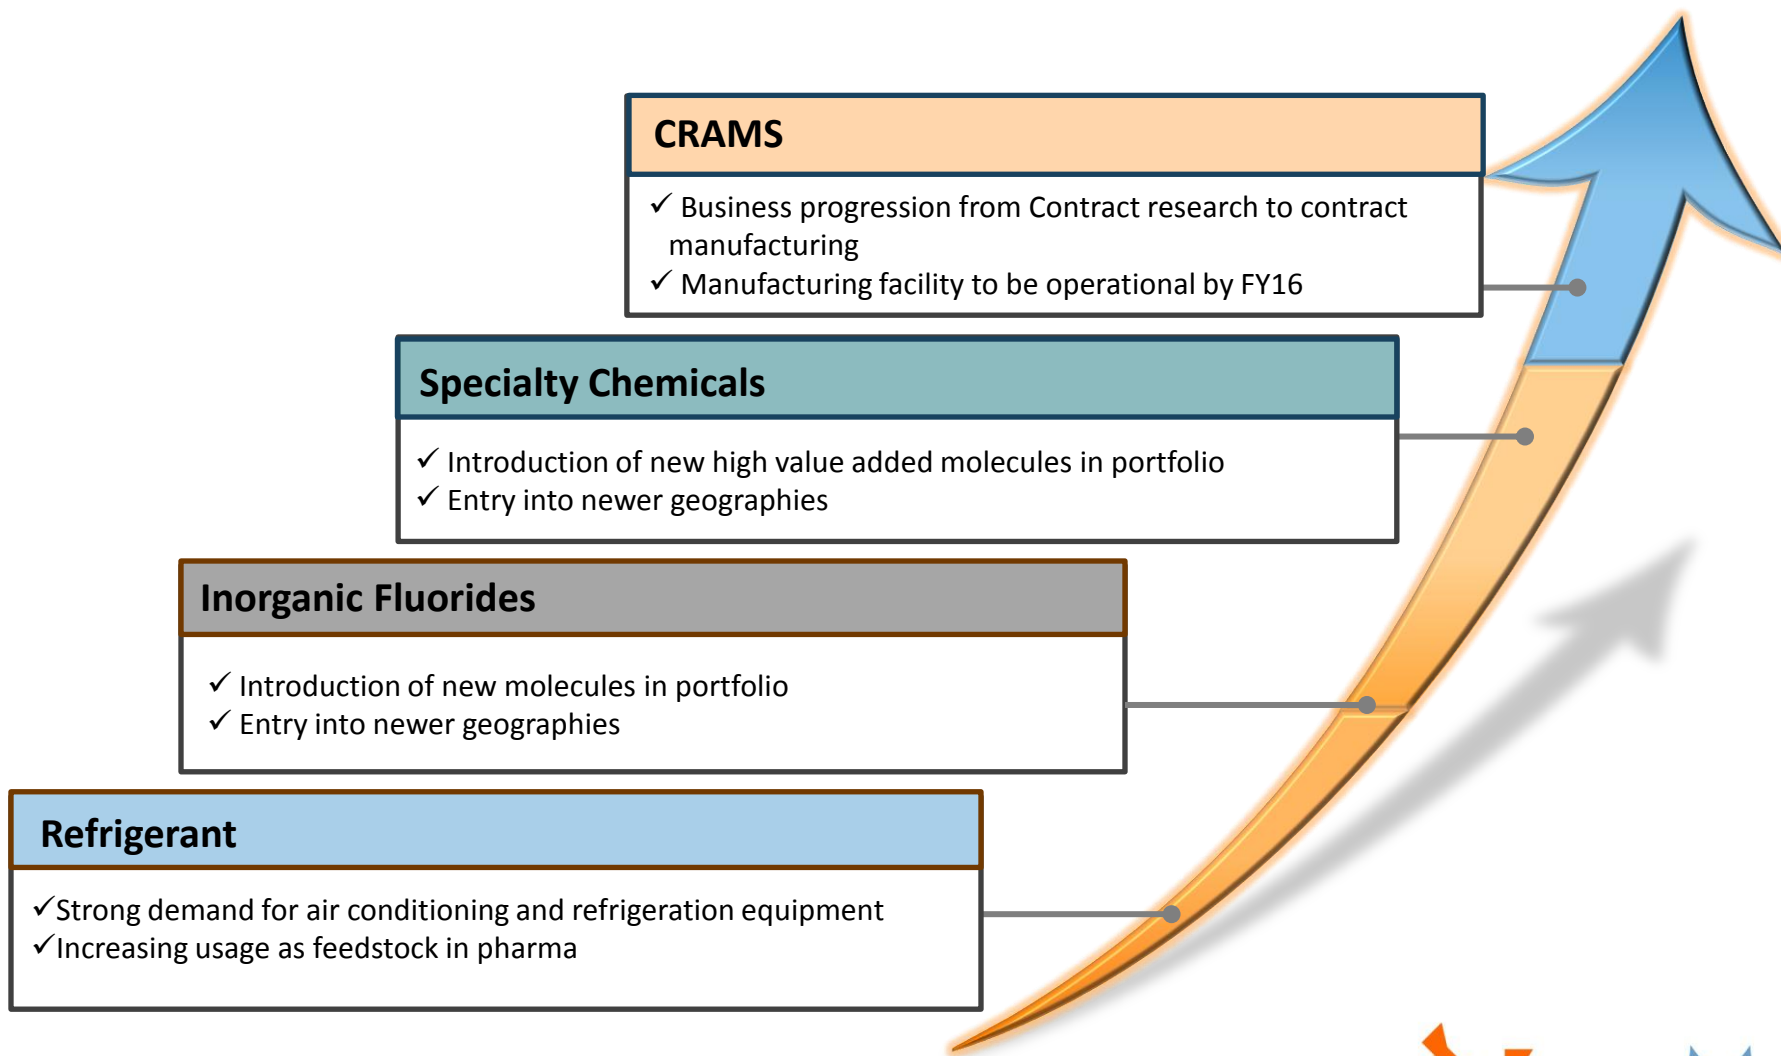 CRAMS
✓ Business progression from Contract research to contract
manufacturing
✓ Manufacturing facility to be operational by FY16
Specialty Chemicals
✓ Introduction of new high value added molecules in portfolio
✓ Entry into newer geographies
Inorganic Fluorides
✓ Introduction of new molecules in portfolio
✓ Entry into newer geographies
Refrigerant
✓Strong demand for air conditioning and refrigeration equipment
✓Increasing usage as feedstock in pharma